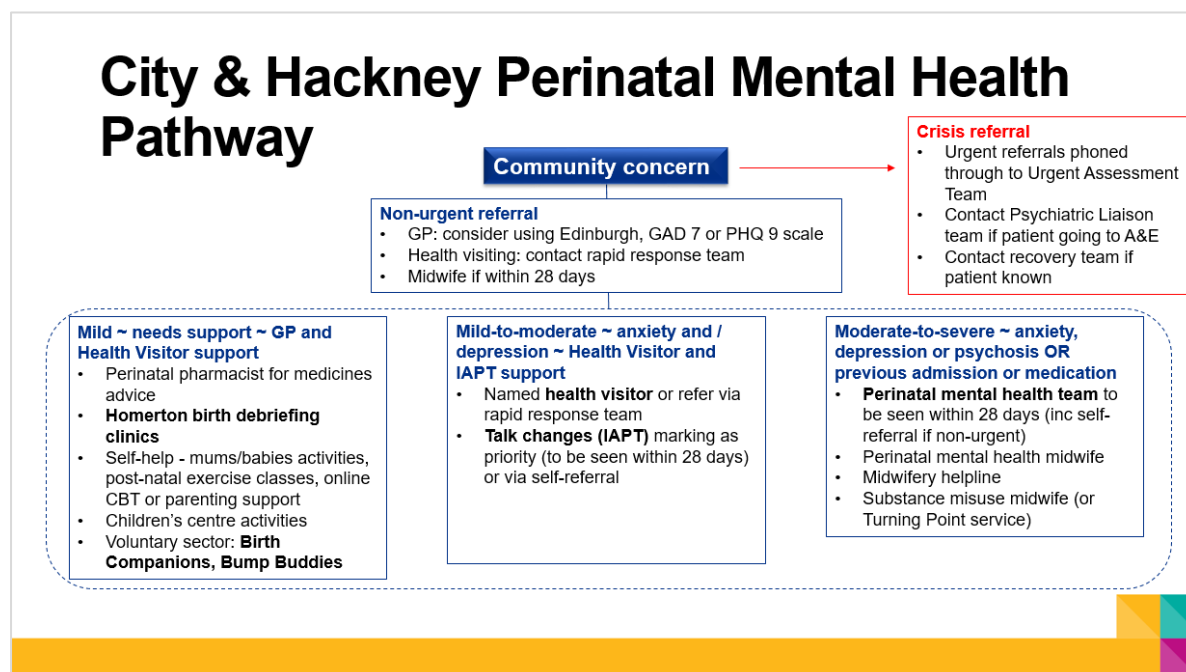 City & Hackney Perinatal Mental Health
Pathway
Community concern
Crisis referral
• Urgent referrals phoned
through to Urgent Assessment
Team
• Contact Psychiatric Liaison
team if patient going to A&E
• Contact recovery team if
patient known
Non-urgent referral
• GP: consider using Edinburgh, GAD 7 or PHQ 9 scale
• Health visiting: contact rapid response team
• Midwife if within 28 days
Mild ~ needs support ~ GP and
Health Visitor support
• Perinatal pharmacist for medicines
advice
• Homerton birth debriefing
clinics
• Self-help - mums/babies activities,
post-natal exercise classes, online
CBT or parenting support
• Children’s centre activities
• Voluntary sector: Birth
Companions, Bump Buddies
Mild-to-moderate ~ anxiety and /
depression ~ Health Visitor and
IAPT support
• Named health visitor or refer via
rapid response team
• Talk changes (IAPT) marking as
priority (to be seen within 28 days)
or via self-referral
Moderate-to-severe ~ anxiety,
depression or psychosis OR
previous admission or medication
• Perinatal mental health team to
be seen within 28 days (inc self-
referral if non-urgent)
• Perinatal mental health midwife
• Midwifery helpline
• Substance misuse midwife (or
Turning Point service)